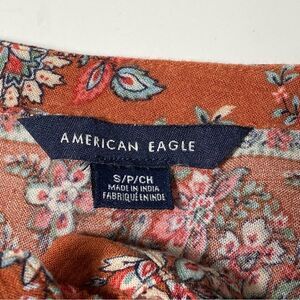 AMERICAN EAGLE
S/P/CH
MADE IN INDIA
FABRIQUÉ EN INDE